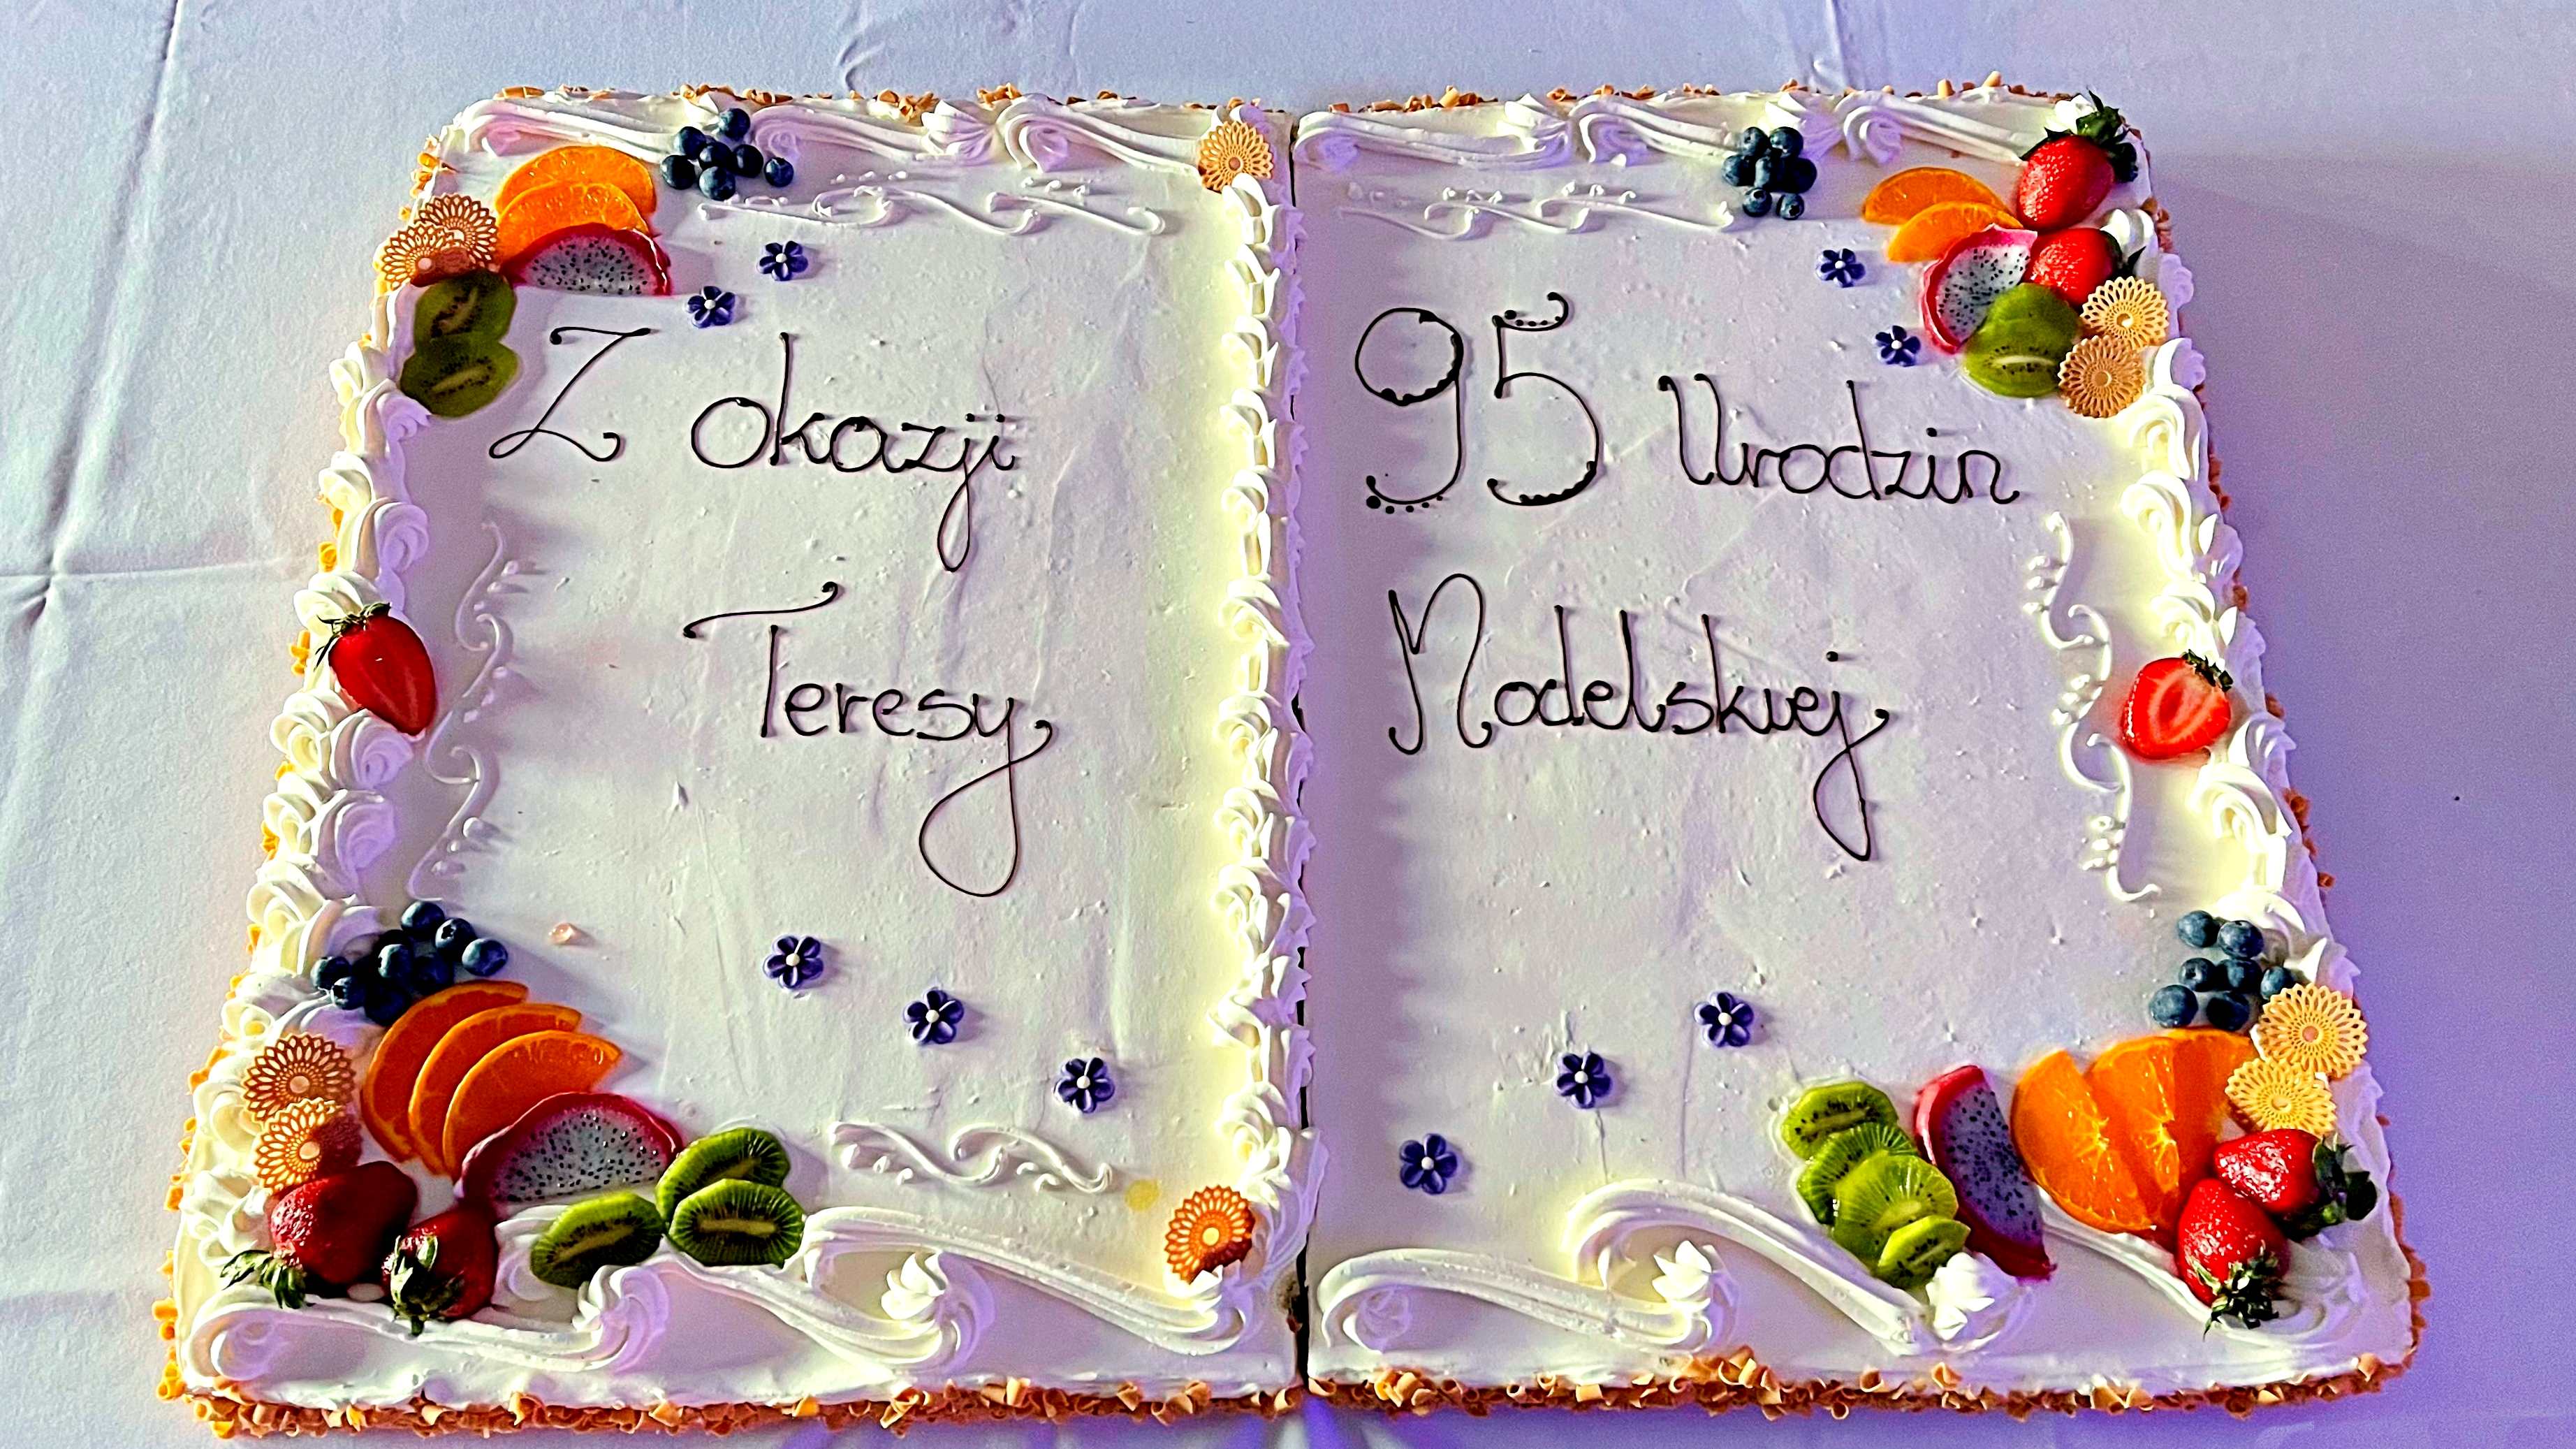 Z okazji 95 Urodzin
Teresy Nodelskiej